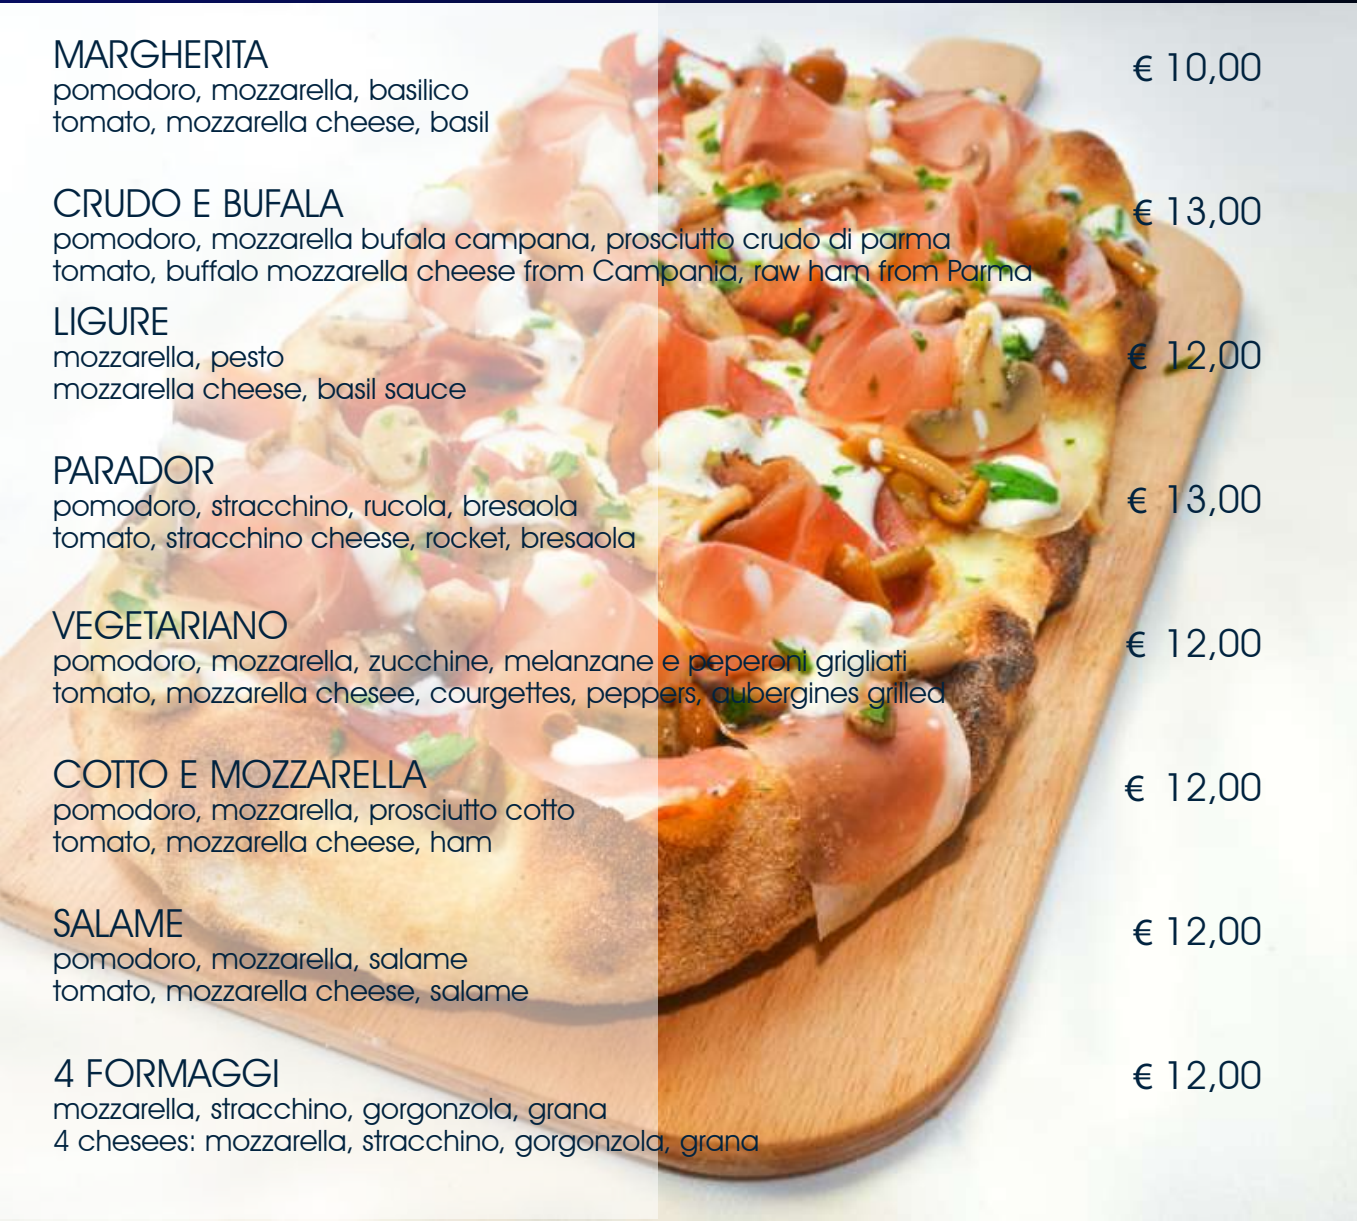 MARGHERITA € 10,00
pomodoro, mozzarella, basilico
tomato, mozzarella cheese, basil
CRUDO E BUFALA € 13,00
pomodoro, mozzarella bufala campana, prosciutto crudo di parma
tomato, buffalo mozzarella cheese from Campania, raw ham from Parma
LIGURE € 12,00
mozzarella, pesto
mozzarella cheese, basil sauce
PARADOR € 13,00
pomodoro, stracchino, rucola, bresaola
tomato, stracchino cheese, rocket, bresaola
VEGETARIANO € 12,00
pomodoro, mozzarella, zucchine, melanzane e peperoni grigliati
tomato, mozzarella chesee, courgettes, peppers, aubergines grilled
COTTO E MOZZARELLA € 12,00
pomodoro, mozzarella, prosciutto cotto
tomato, mozzarella cheese, ham
SALAME € 12,00
pomodoro, mozzarella, salame
tomato, mozzarella cheese, salame
4 FORMAGGI € 12,00
mozzarella, stracchino, gorgonzola, grana
4 chesees: mozzarella, stracchino, gorgonzola, grana